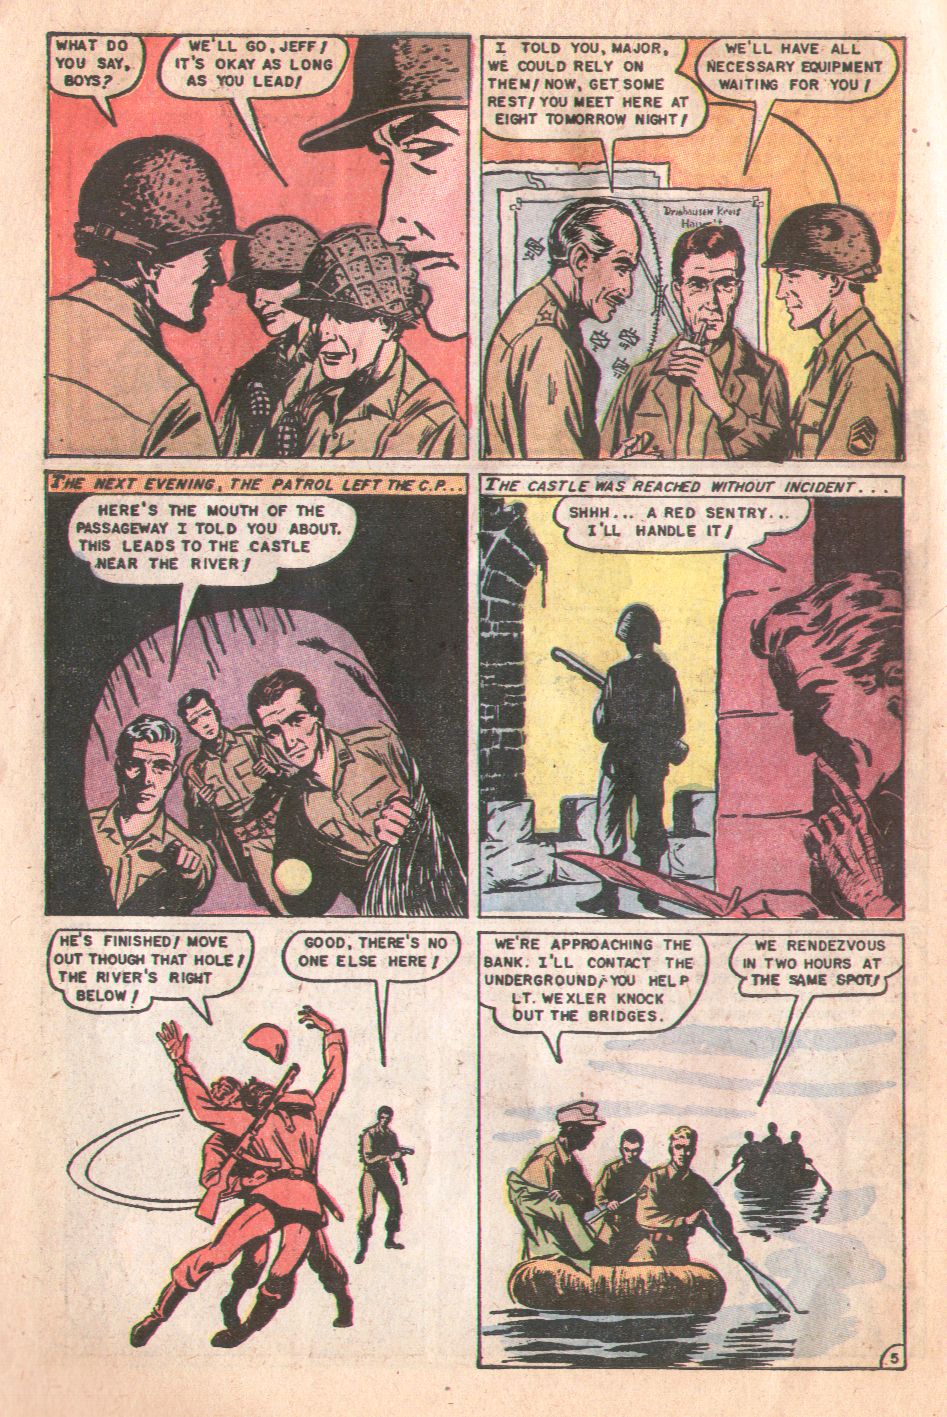 WHAT DO
YOU SAY,
BOYS?
WE'LL GO, JEFF!
IT'S OKAY AS LONG
AS YOU LEAD!
I TOLD YOU, MAJOR,
WE COULD RELY ON
THEM! NOW, GET SOME
REST! YOU MEET HERE AT
EIGHT TOMORROW NIGHT!
WE'LL HAVE ALL
NECESSARY EQUIPMENT
WAITING FOR YOU!
Kreis
THE NEXT EVENING, THE PATROL LEFT THE C.P...
HERE'S THE MOUTH OF THE
PASSAGEWAY I TOLD YOU ABOUT.
THIS LEADS TO THE CASTLE
NEAR THE RIVER!
THE CASTLE WAS REACHED WITHOUT INCIDENT...
SHHH... A RED SENTRY...
I'LL HANDLE IT!
HE'S FINISHED! MOVE
OUT THOUGH THAT HOLE!
THE RIVER'S RIGHT
BELOW!
GOOD, THERE'S NO
ONE ELSE HERE!
WE'RE APPROACHING THE
BANK. I'LL CONTACT THE
UNDERGROUND; YOU HELP
LT. WEXLER KNOCK
OUT THE BRIDGES.
WE RENDEZVOUS
IN TWO HOURS AT
THE SAME SPOT!
5